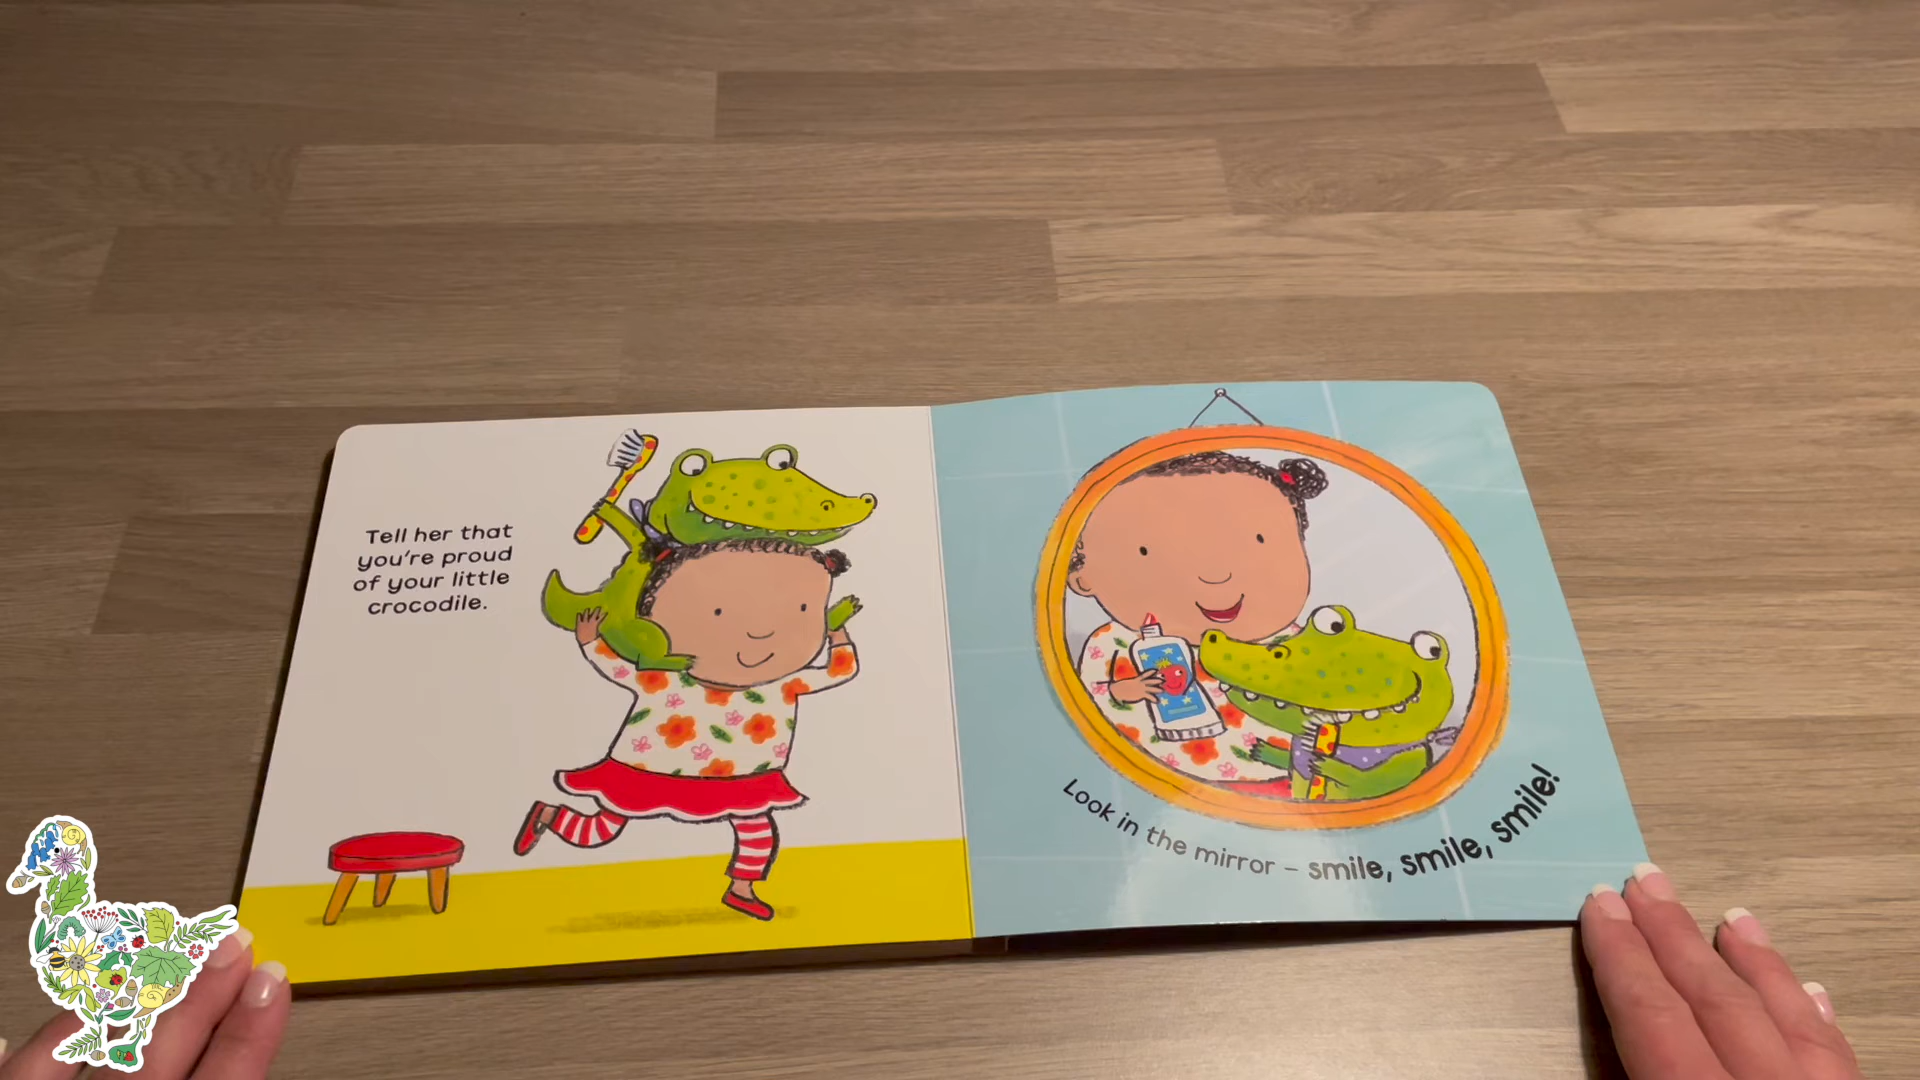 Tell her that
you're proud
of your little
crocodile.
Look in the mirror – smile, smile, smile!